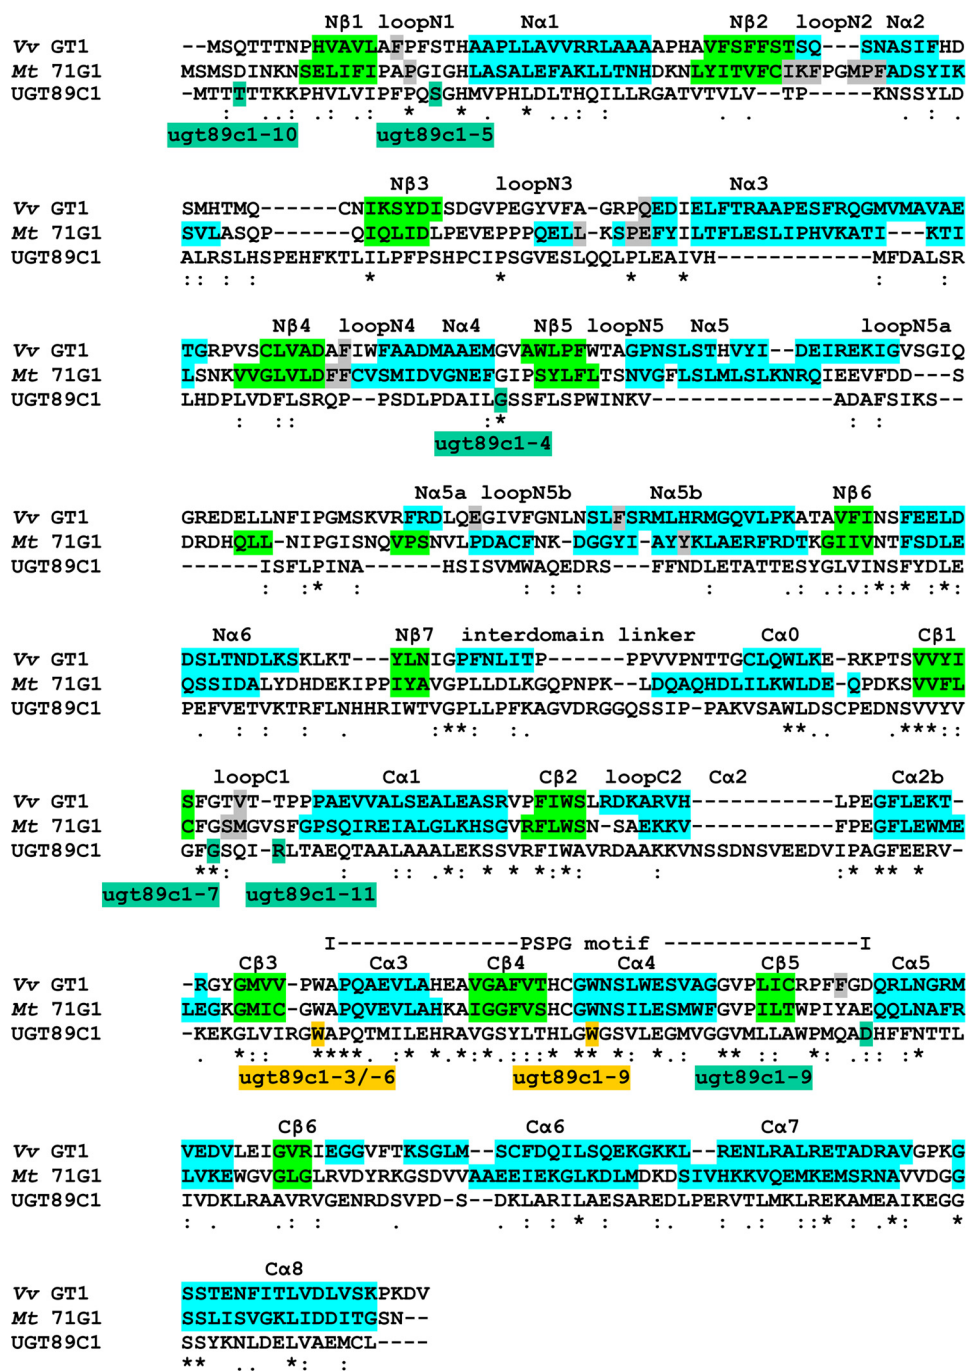 Nβ1 loopN1 Nα1 Nβ2 loopN2 Nα2
Vv GT1 --MSQTTTNPHVAVLAFPFSTHAAPLLAVVRRLAAAAPHAVFSFFSTSQ---SNASIFHD
Mt 71G1 MSMSDINKNSELIFIPAPGIGHLASALEFAKLLTNHDKNLYITVFCIKFPGMPFADSYIK
UGT89C1 --MTTTTTKKPHVLVIPFPQSGHMVPHLDLTHQILLRGATVTVLV--TP----KNSSYLD
: .. :. : : . * * * .. : . . . : .
ugt89c1-10 ugt89c1-5
Nβ3 loopN3 Nα3
Vv GT1 SMHTMQ------CNIKSYDISDGVPEGYVFA-GRPQEDIELFTRAAPESFRQGMVMAVAE
Mt 71G1 SVLASQP-----QIQLIDLPEVEPPPQELL-KSPEFYILTFLESLIPHVKATI---KTI
UGT89C1 ALRSLHSPEHFKTLILPFPSHPCIPSGVESLQQLPLEAIVH------------MFDALSR
:: : : * * * * : :
Nβ4 loopN4 Nα4 Nβ5 loopN5 Nα5 loopN5a
Vv GT1 TGRPVSCLVADAFIWFAADMAAEMGVAWLPFWTAGPNSLSTHVYI--DEIREKIGVSGIQ
Mt 71G1 LSNKVVGLVLDFFCVSMIDVGNEFGIPSYLFLTSNVGFLSLMLSLKNRQIEEVFDD---S
UGT89C1 LHDPLVDFLSRQP--PSDLPDAILGSSFLSPWINKV--------------ADAFSIKS--
: :: :* : :
ugt89c1-4
Nα5a loopN5b Nα5b Nβ6
Vv GT1 GREDELLNFIPGMSKVRFRDLQEGIVFGNLNSLFSRMLHRMGQVLPKATAVFINSFEELD
Mt 71G1 DRDHQLL-NIPGISNQVPSNVLPDACFNK-DGGYI-AYYKLAERFRDTKGIIVNTFSDLE
UGT89C1 ------ISFLPINA------HSISVMWAQEDRS---FFNDLETATTESYGLVINSFYDLE
: : * : : : : .: .:* * :*:
Nα6 Nβ7 interdomain linker Cα0 Cβ1
Vv GT1 DSLTNDLKSKLKT---YLNIGPFNLITP------PPVVPNTTGCLQWLKE-RKPTSVVYI
Mt 71G1 QSSIDALYDHDEKIPPIYAVGPLLDLKGQPNPK--LDQAQHDLILKWLDE-QPDKSVVFL
UGT89C1 PEFVETVKTRFLNHHRIWTVGPLLPFKAGVDRGGQSSIP-PAKVSAWLDSCPEDNSVVYV
. : : . :**: :. **.. ***::
loopC1 Cα1 Cβ2 loopC2 Cα2 Cα2b
Vv GT1 SFGTVT-TPPPAEVVALSEALEASRVPFIWSLRDKARVH-----------LPEGFLEKT-
Mt 71G1 CFGSMGVSFGPSQIREIALGLKHSGVRFLWSN-SAEKKV-----------FPEGFLEWME
UGT89C1 GFGSQI-RLTAEQTAALAAALEKSSVRFIWAVRDAAKKVNSSDNSVEEDVIPAGFEERV-
**: : :: .* * * *:*: . : :* ** *
ugt89c1-7 ugt89c1-11
I--------------PSPG motif ---------------I
Cβ3 Cα3 Cβ4 Cα4 Cβ5 Cα5
Vv GT1 -RGYGMVV-PWAPQAEVLAHEAVGAFVTHCGWNSLWESVAGGVPLICRPFFGDQRLNGRM
Mt 71G1 LEGKGMIC-GWAPQVEVLAHKAIGGFVSHCGWNSILESMWFGVPILTWPIYAEQQLNAFR
UGT89C1 -KEKGLVIRGWAPQTMILEHRAVGSYLTHLGWGSVLEGMVGGVMLLAWPMQADHFFNTTL
. *:: ****. :* *.*:*.::* **.*: *.: ** :: *: .: :*
ugt89c1-3/-6 ugt89c1-9 ugt89c1-9
Cβ6 Cα6 Cα7
Vv GT1 VEDVLEIGVRIEGGVFTKSGLM--SCFDQILSQEKGKKL--RENLRALRETADRAVGPKG
Mt 71G1 LVKEWGVGLGLRVDYRKGSDVVAAEEIEKGLKDLMDKDSIVHKKVQEMKEMSRNAVVDGG
UGT89C1 IVDKLRAAVRVGENRDSVPD-S--DKLARILAESAREDLPERVTLMKLREKAMEAIKEGG
: . .: : . . : * : . : :: * : .*: *
Cα8
Vv GT1 SSTENFITLVDLVSKPKDV
Mt 71G1 SSLISVGKLIDDITGSN--
UGT89C1 SSYKNLDELVAEMCL----
** .. *: :